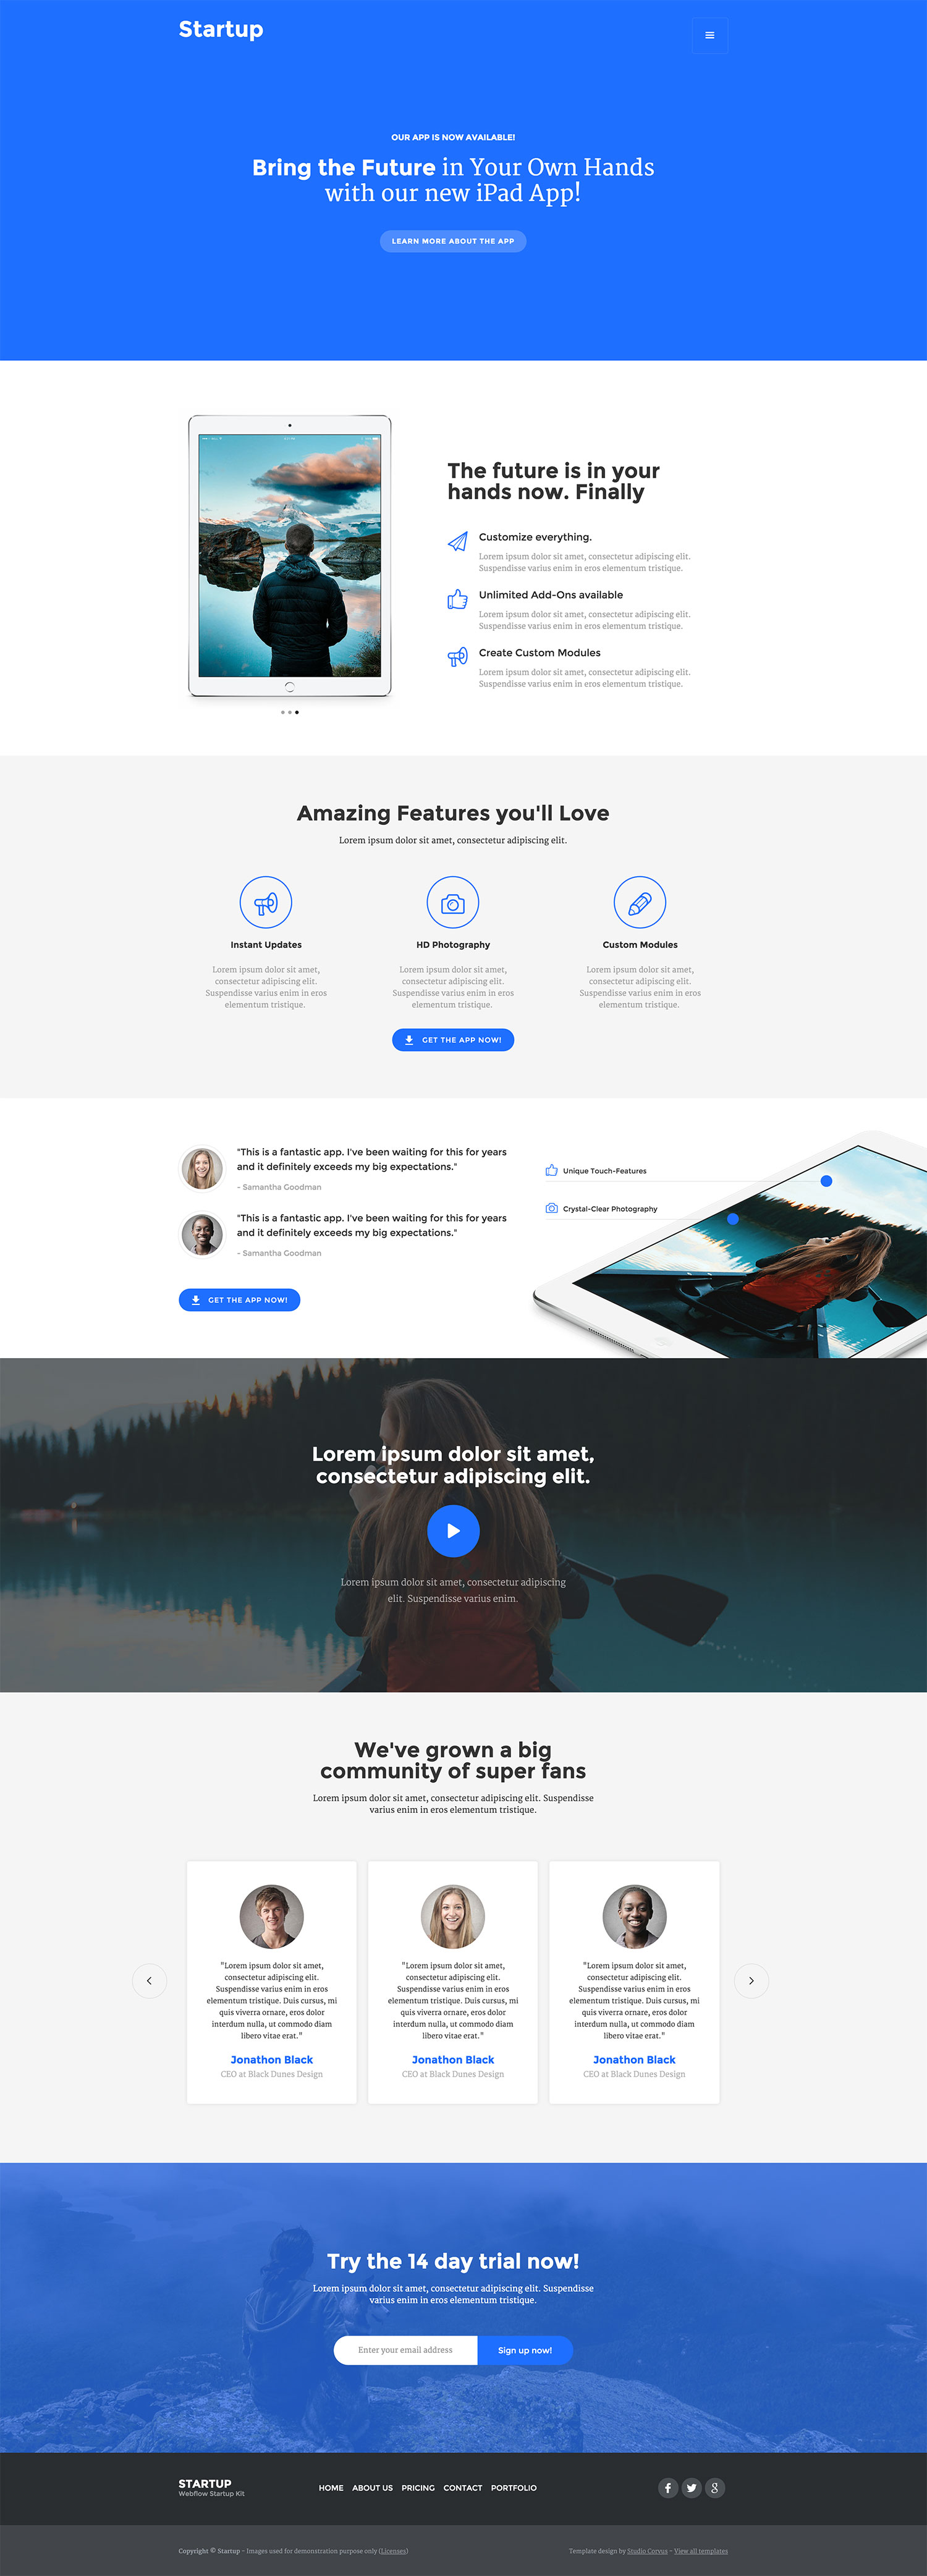 Startup
OUR APP IS NOW AVAILABLE!
Bring the Future in Your Own Hands
with our new iPad App!
LEARN MORE ABOUT THE APP
The future is in your
hands now. Finally
Customize everything.
Lorem ipsum dolor sit amet, consectetur adipiscing elit.
Suspendisse varius enim in eros elementum tristique.
Unlimited Add-Ons available
Lorem ipsum dolor sit amet, consectetur adipiscing elit.
Suspendisse varius enim in eros elementum tristique.
Create Custom Modules
Lorem ipsum dolor sit amet, consectetur adipiscing elit.
Suspendisse varius enim in eros elementum tristique.
Amazing Features you'll Love
Lorem ipsum dolor sit amet, consectetur adipiscing elit.
Instant Updates
Lorem ipsum dolor sit amet,
consectetur adipiscing elit.
Suspendisse varius enim in eros
elementum tristique.
HD Photography
Lorem ipsum dolor sit amet,
consectetur adipiscing elit.
Suspendisse varius enim in eros
elementum tristique.
Custom Modules
Lorem ipsum dolor sit amet,
consectetur adipiscing elit.
Suspendisse varius enim in eros
elementum tristique.
GET THE APP NOW!
"This is a fantastic app. I've been waiting for this for years
and it definitely exceeds my big expectations."
- Samantha Goodman
"This is a fantastic app. I've been waiting for this for years
and it definitely exceeds my big expectations."
- Samantha Goodman
GET THE APP NOW!
Unique Touch-Features
Crystal-Clear Photography
Lorem ipsum dolor sit amet,
consectetur adipiscing elit.
Lorem ipsum dolor sit amet, consectetur adipiscing
elit. Suspendisse varius enim.
We've grown a big
community of super fans
Lorem ipsum dolor sit amet, consectetur adipiscing elit. Suspendisse
varius enim in eros elementum tristique.
"Lorem ipsum dolor sit amet,
consectetur adipiscing elit.
Suspendisse varius enim in eros
elementum tristique. Duis cursus, mi
quis viverra ornare, eros dolor
interdum nulla, ut commodo diam
libero vitae erat."
Jonathon Black
CEO at Black Dunes Design
"Lorem ipsum dolor sit amet,
consectetur adipiscing elit.
Suspendisse varius enim in eros
elementum tristique. Duis cursus, mi
quis viverra ornare, eros dolor
interdum nulla, ut commodo diam
libero vitae erat."
Jonathon Black
CEO at Black Dunes Design
"Lorem ipsum dolor sit amet,
consectetur adipiscing elit.
Suspendisse varius enim in eros
elementum tristique. Duis cursus, mi
quis viverra ornare, eros dolor
interdum nulla, ut commodo diam
libero vitae erat."
Jonathon Black
CEO at Black Dunes Design
Try the 14 day trial now!
Lorem ipsum dolor sit amet, consectetur adipiscing elit. Suspendisse
varius enim in eros elementum tristique.
Enter your email address
Sign up now!
STARTUP
Webflow Startup Kit
HOME ABOUT US PRICING CONTACT PORTFOLIO
Copyright © Startup - Images used for demonstration purpose only (Licenses)
Template design by Studio Corvus - View all templates